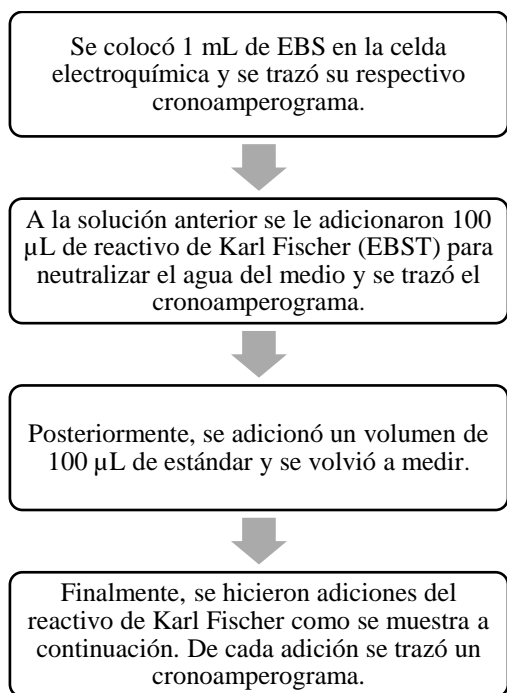 Se colocó 1 mL de EBS en la celda
electroquímica y se trazó su respectivo
cronoamperograma.
A la solución anterior se le adicionaron 100
µL de reactivo de Karl Fischer (EBST) para
neutralizar el agua del medio y se trazó el
cronoamperograma.
Posteriormente, se adicionó un volumen de
100 µL de estándar y se volvió a medir.
Finalmente, se hicieron adiciones del
reactivo de Karl Fischer como se muestra a
continuación. De cada adición se trazó un
cronoamperograma.